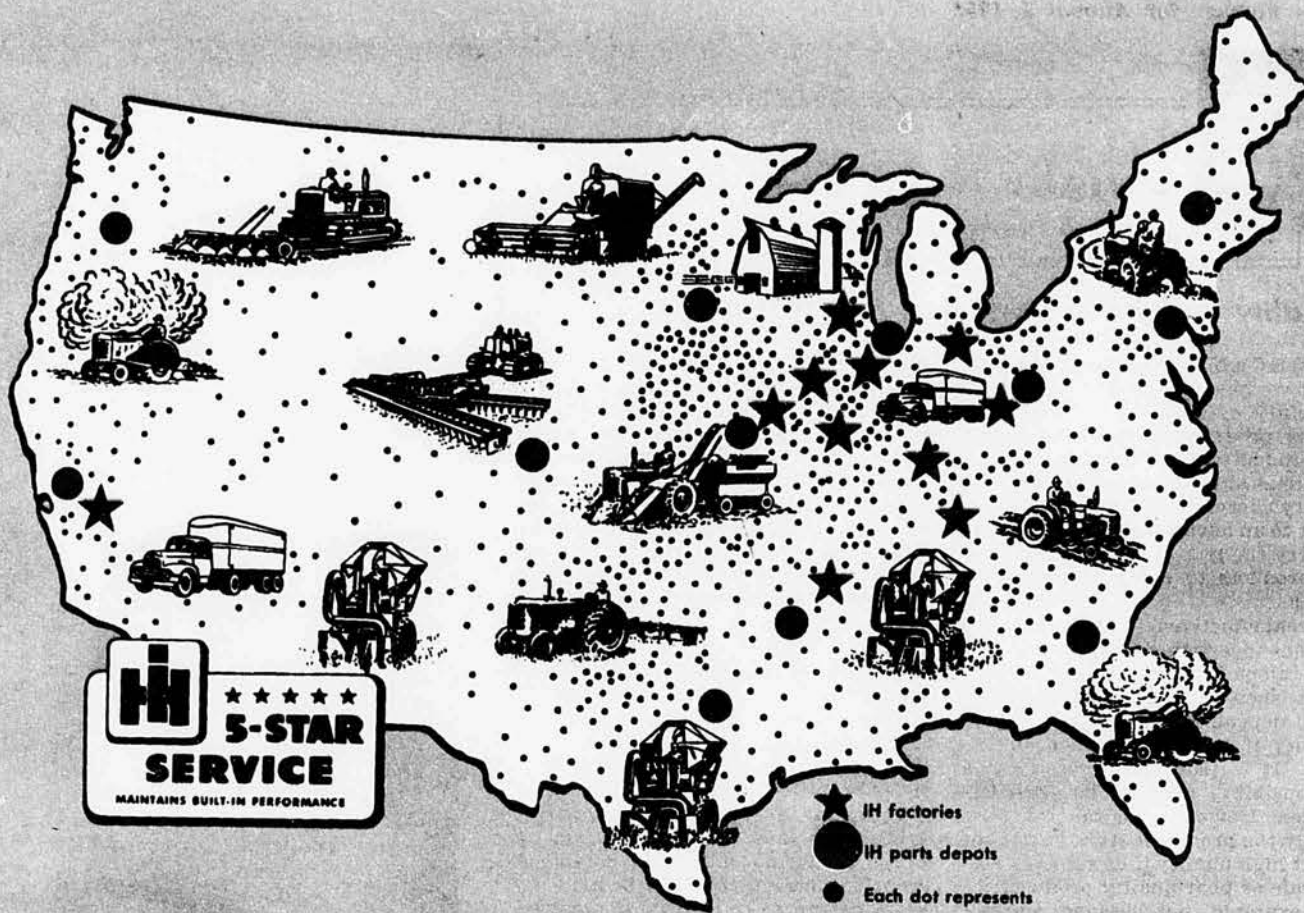 IH
5-STAR
SERVICE
MAINTAINS BUILT-IN PERFORMANCE
IH factories
IH parts depots
Each dot represents